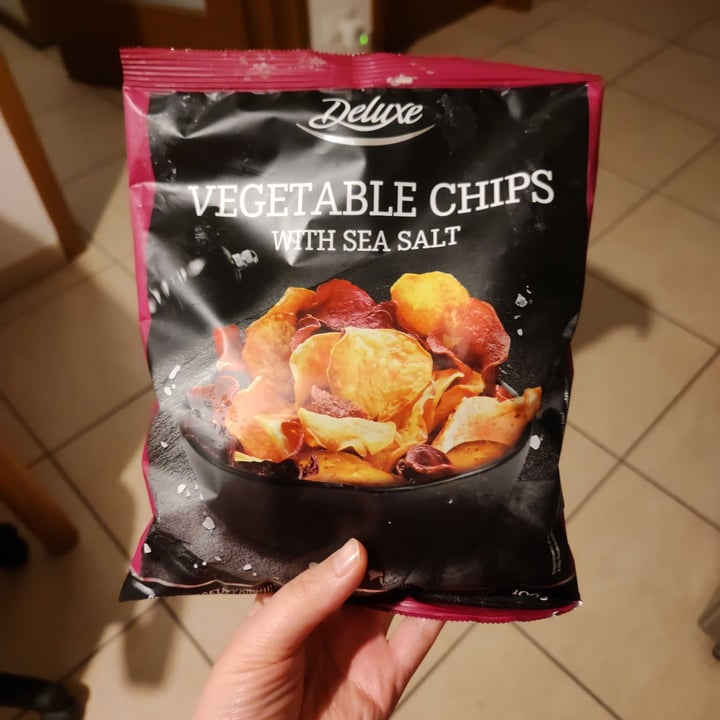 Deluxe
VEGETABLE CHIPS
WITH SEA SALT